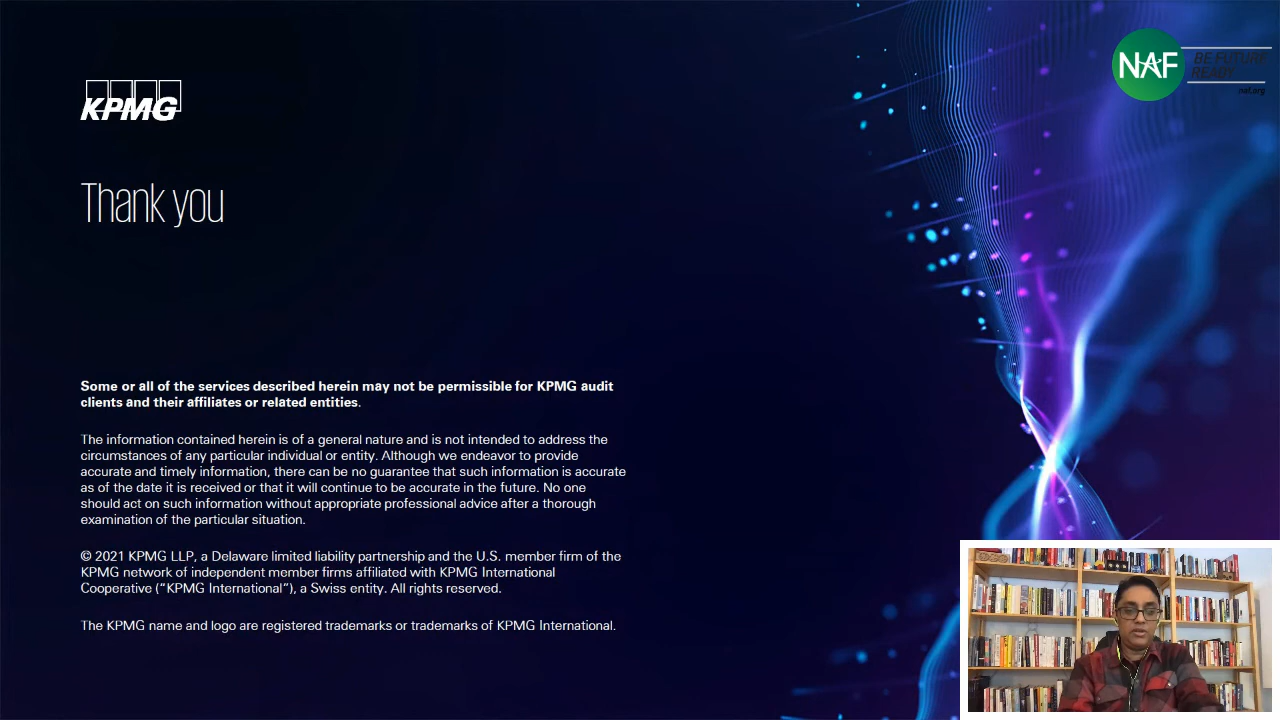 NAF
BE FUTURE
READY
naf.org
KPMG
Thank you
Some or all of the services described herein may not be permissible for KPMG audit
clients and their affiliates or related entities.
The information contained herein is of a general nature and is not intended to address the
circumstances of any particular individual or entity. Although we endeavor to provide
accurate and timely information, there can be no guarantee that such information is accurate
as of the date it is received or that it will continue to be accurate in the future. No one
should act on such information without appropriate professional advice after a thorough
examination of the particular situation.
© 2021 KPMG LLP, a Delaware limited liability partnership and the U.S. member firm of the
KPMG network of independent member firms affiliated with KPMG International
Cooperative (“KPMG International”), a Swiss entity. All rights reserved.
The KPMG name and logo are registered trademarks or trademarks of KPMG International.